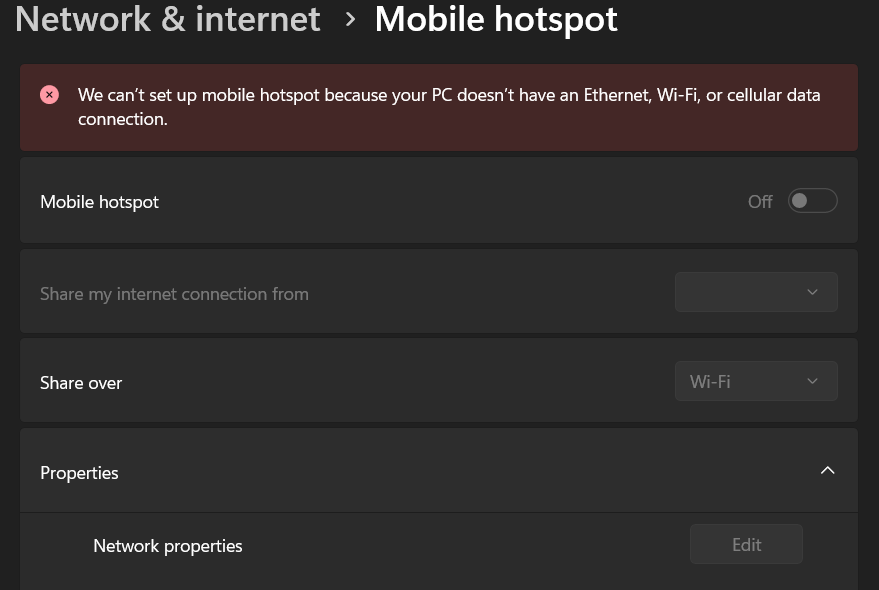 Network & internet > Mobile hotspot
We can’t set up mobile hotspot because your PC doesn’t have an Ethernet, Wi-Fi, or cellular data
connection.
Mobile hotspot Off
Share my internet connection from
Share over Wi-Fi
Properties
Network properties Edit